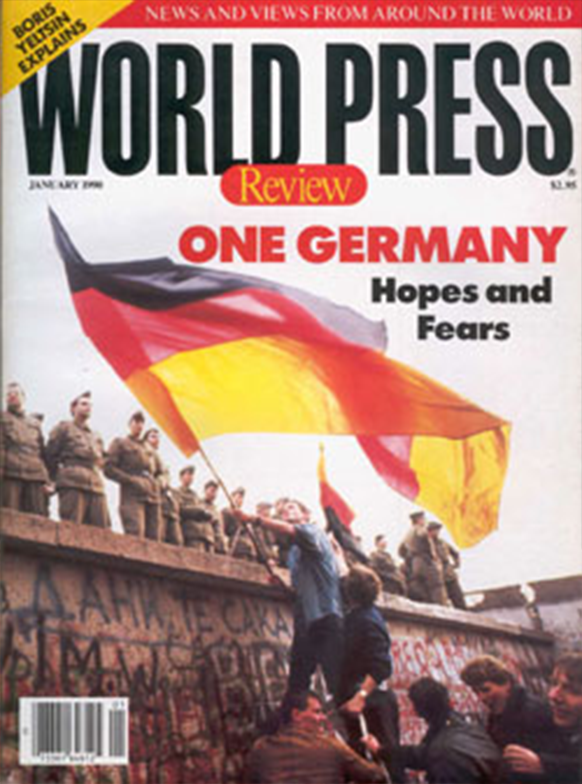 NEWS AND VIEWS FROM AROUND THE WORLD
BORIS
YELTSIN
EXPLAINS
WORLD PRESS
Review
JANUARY 1990
$2.95
ONE GERMANY
Hopes and
Fears